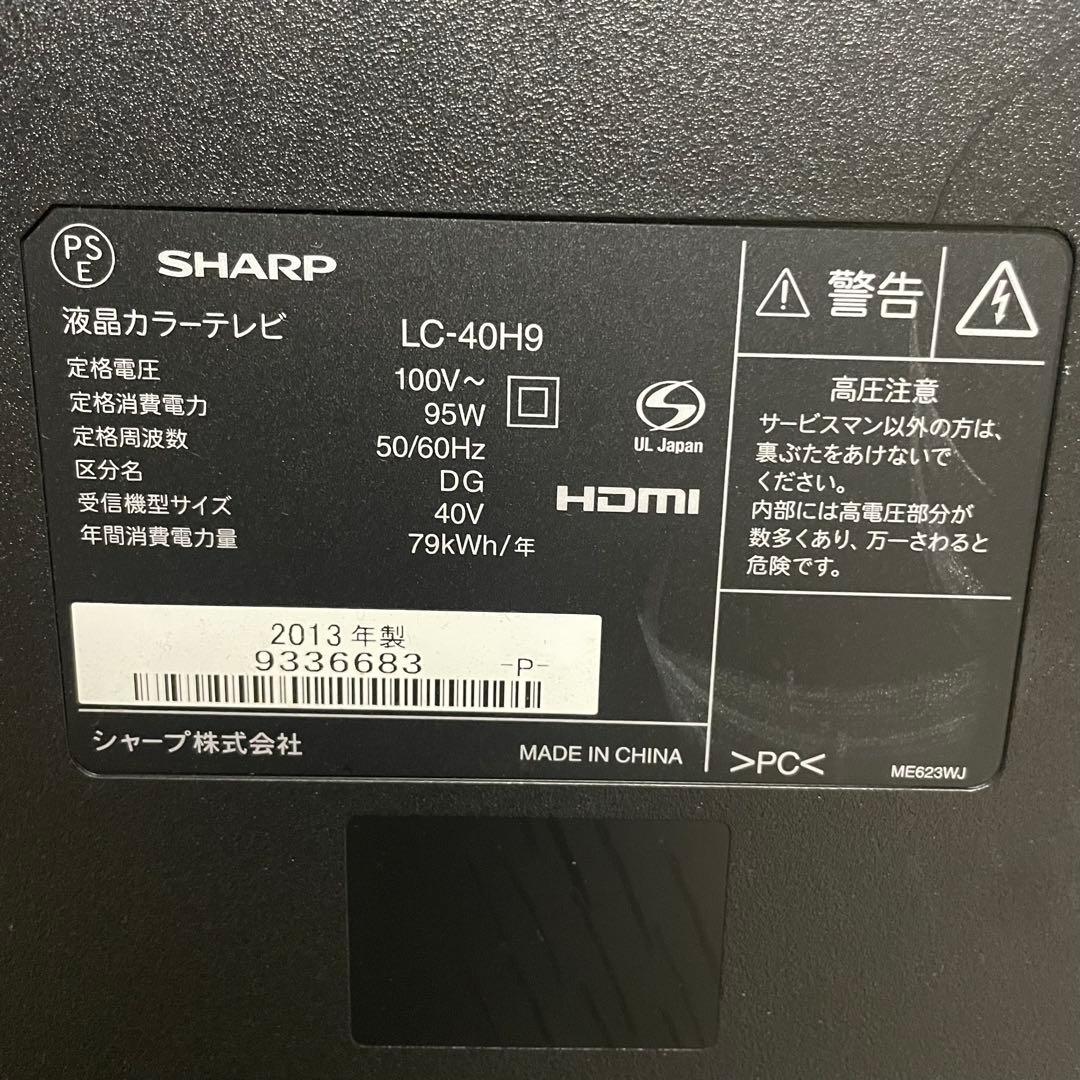 PS
E
SHARP
液晶カラーテレビ LC-40H9
定格電圧 100V～
定格消費電力 95W
定格周波数 50/60Hz
区分名 DG
受信機型サイズ 40V
年間消費電力量 79kWh/年
UL Japan
HDMI
2013年製
9336683 -P-
シャープ株式会社 MADE IN CHINA
警告
高圧注意
サービスマン以外の方は、
裏ぶたをあけないで
ください。
内部には高電圧部分が
数多くあり、万一さわると
危険です。
>PC< ME623WJ